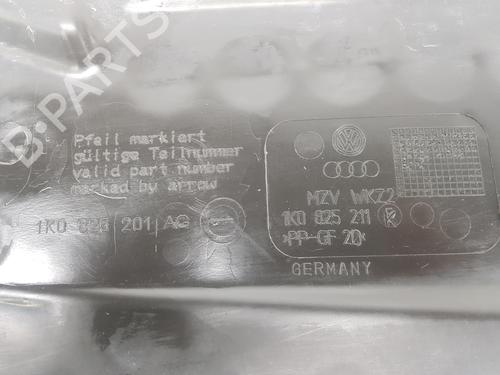 B-PARTS
Pfeil markiert
gültige Teilnummer
valid part number
marked by arrow
1K0 825 201 AG
MZV WKZ2
1K0 825 211
>PP-GF 20<
GERMANY